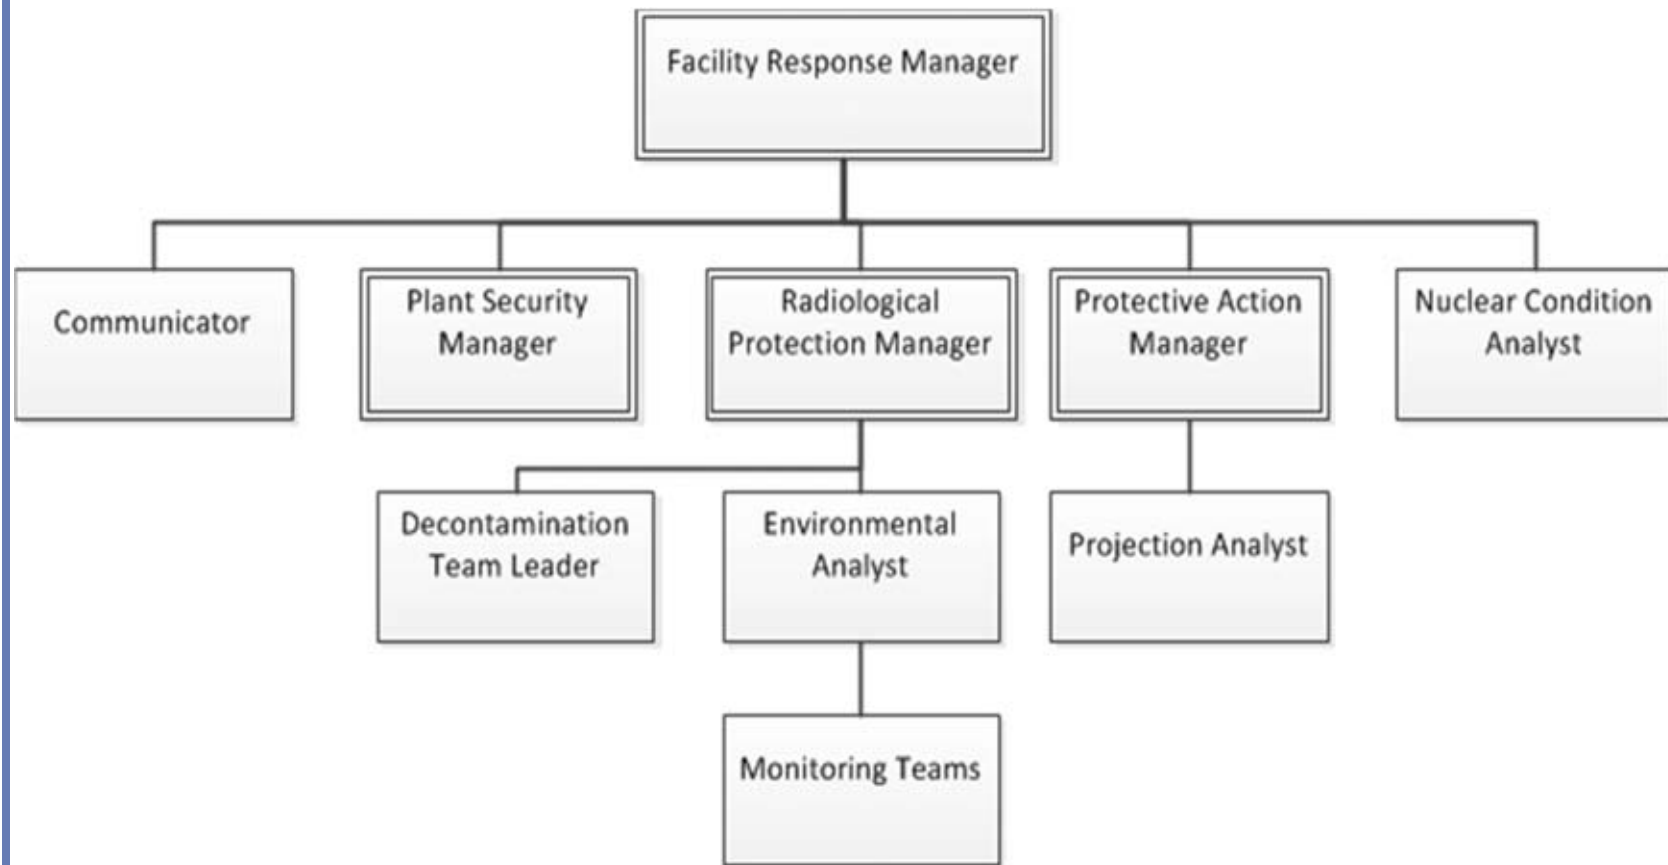 Facility Response Manager
Communicator
Plant Security
Manager
Radiological
Protection Manager
Protective Action
Manager
Nuclear Condition
Analyst
Decontamination
Team Leader
Environmental
Analyst
Projection Analyst
Monitoring Teams